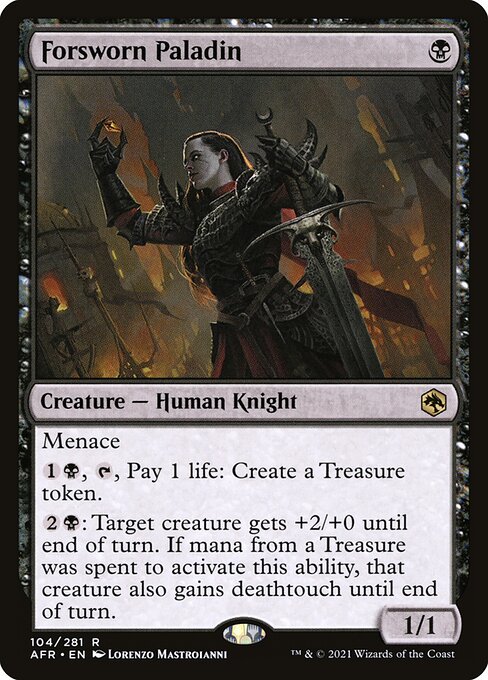 Forsworn Paladin
Creature — Human Knight
Menace
1, , Pay 1 life: Create a Treasure
token.
2: Target creature gets +2/+0 until
end of turn. If mana from a Treasure
was spent to activate this ability, that
creature also gains deathtouch until end
of turn.
1/1
104/281 R
AFR • EN Lorenzo Mastroianni
™ & © 2021 Wizards of the Coast